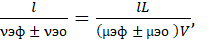 l / (νэф ± νэо) = lL / ((μэф ± μэо)V),